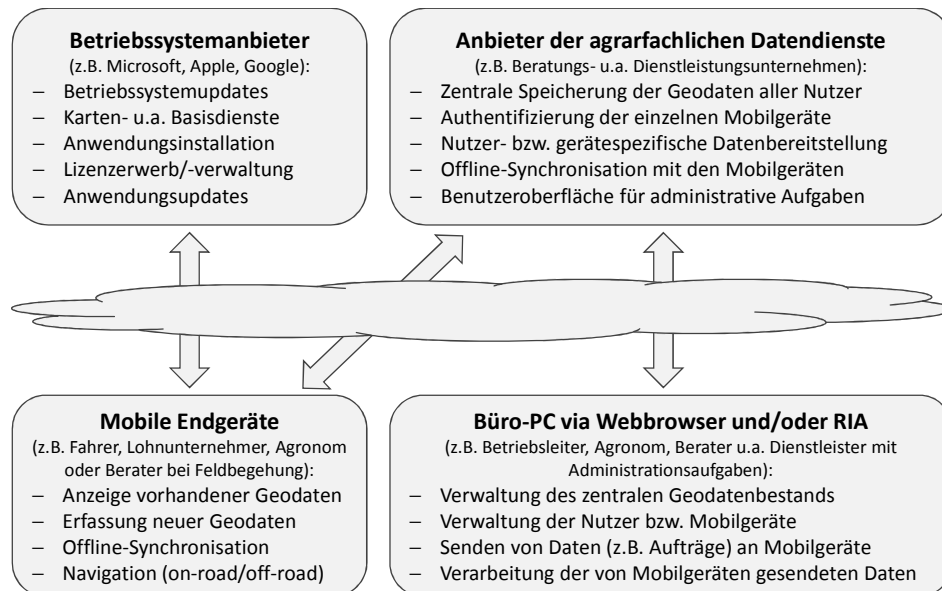 Betriebssystemanbieter
(z.B. Microsoft, Apple, Google):
– Betriebssystemupdates
– Karten- u.a. Basisdienste
– Anwendungsinstallation
– Lizenzerwerb/-verwaltung
– Anwendungsupdates
Anbieter der agrarfachlichen Datendienste
(z.B. Beratungs- u.a. Dienstleistungsunternehmen):
– Zentrale Speicherung der Geodaten aller Nutzer
– Authentifizierung der einzelnen Mobilgeräte
– Nutzer- bzw. gerätespezifische Datenbereitstellung
– Offline-Synchronisation mit den Mobilgeräten
– Benutzeroberfläche für administrative Aufgaben
Mobile Endgeräte
(z.B. Fahrer, Lohnunternehmer, Agronom
oder Berater bei Feldbegehung):
– Anzeige vorhandener Geodaten
– Erfassung neuer Geodaten
– Offline-Synchronisation
– Navigation (on-road/off-road)
Büro-PC via Webbrowser und/oder RIA
(z.B. Betriebsleiter, Agronom, Berater u.a. Dienstleister mit
Administrationsaufgaben):
– Verwaltung des zentralen Geodatenbestands
– Verwaltung der Nutzer bzw. Mobilgeräte
– Senden von Daten (z.B. Aufträge) an Mobilgeräte
– Verarbeitung der von Mobilgeräten gesendeten Daten